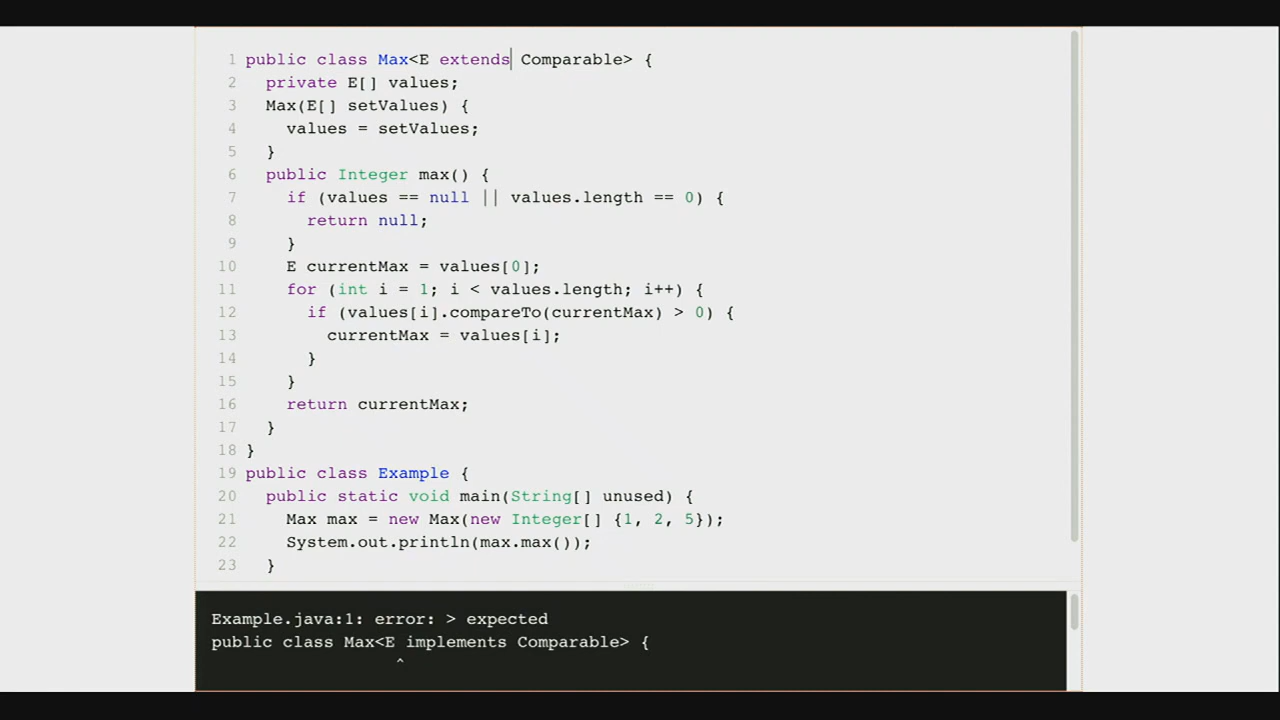 1 public class Max<E extends Comparable> {
2 private E[] values;
3 Max(E[] setValues) {
4 values = setValues;
5 }
6 public Integer max() {
7 if (values == null || values.length == 0) {
8 return null;
9 }
10 E currentMax = values[0];
11 for (int i = 1; i < values.length; i++) {
12 if (values[i].compareTo(currentMax) > 0) {
13 currentMax = values[i];
14 }
15 }
16 return currentMax;
17 }
18 }
19 public class Example {
20 public static void main(String[] unused) {
21 Max max = new Max(new Integer[] {1, 2, 5});
22 System.out.println(max.max());
23 }
Example.java:1: error: > expected
public class Max<E implements Comparable> {
^